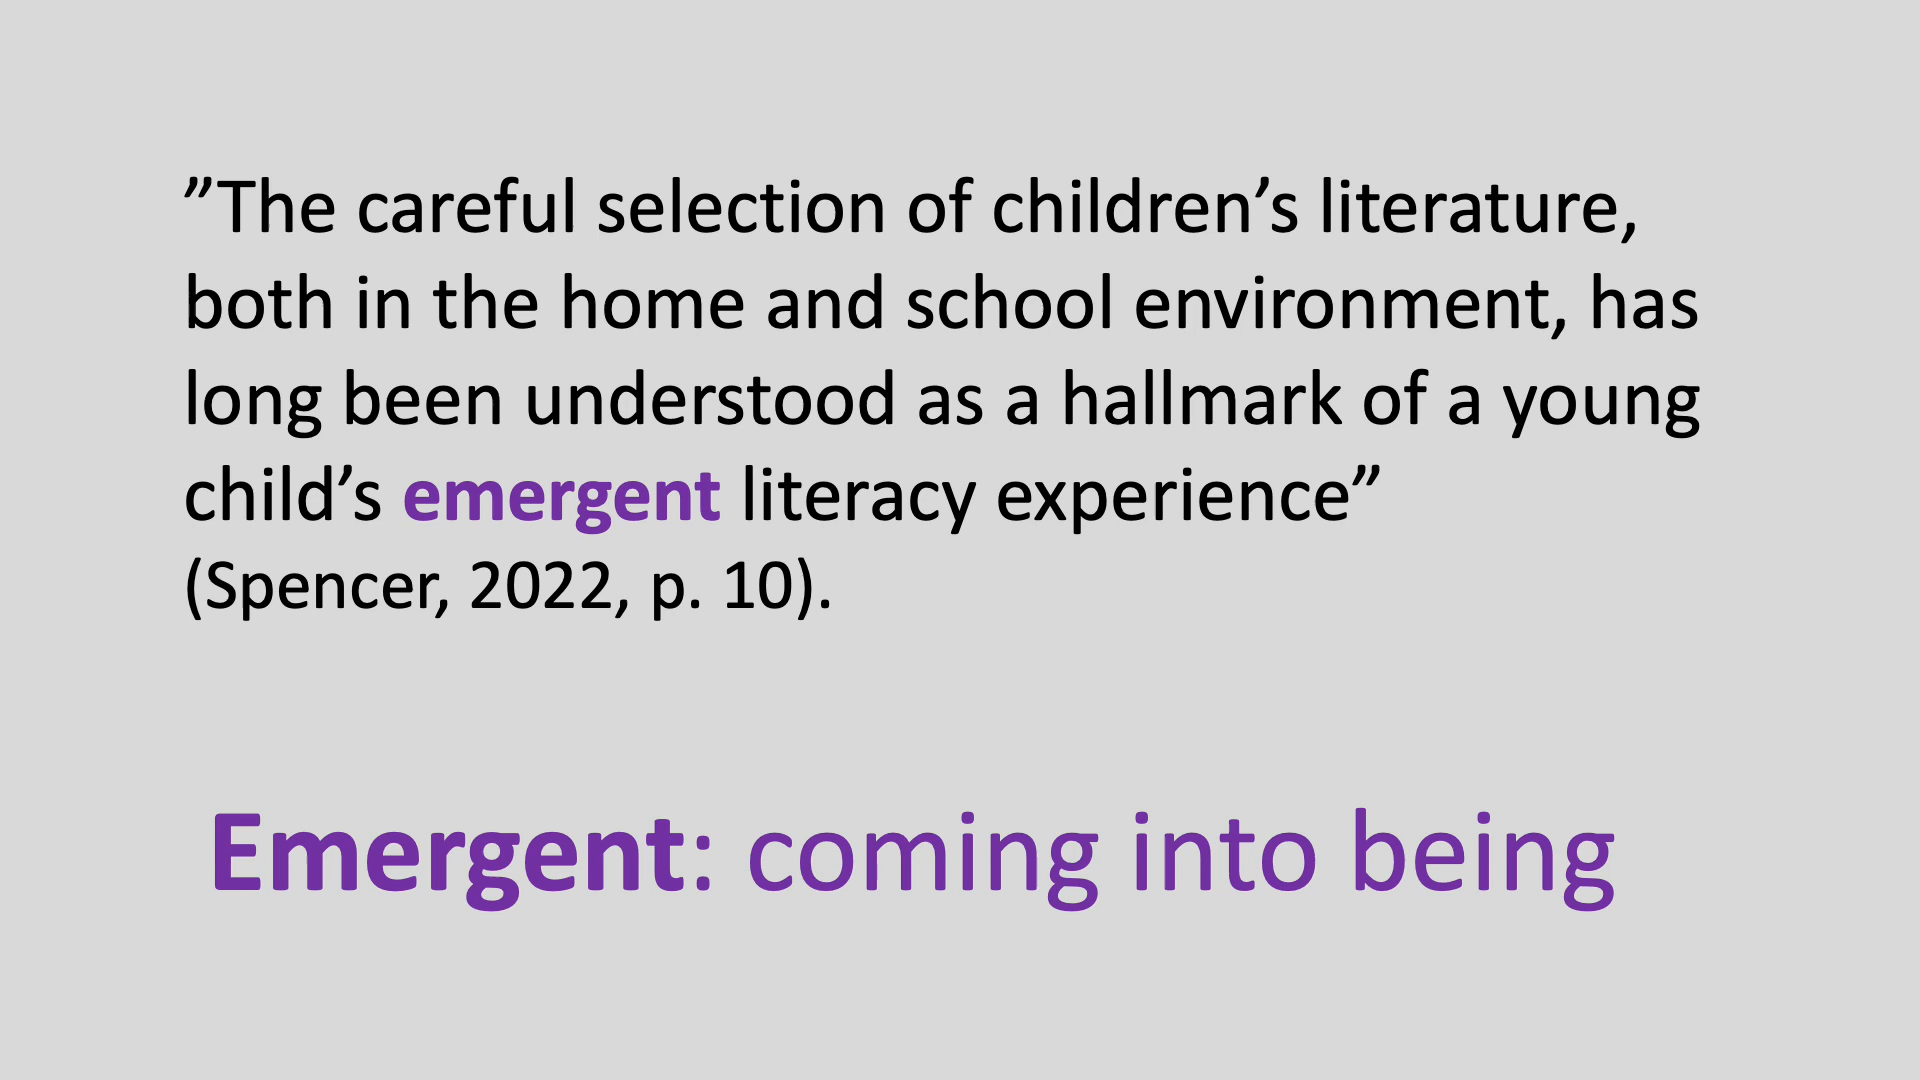 ”The careful selection of children’s literature,
both in the home and school environment, has
long been understood as a hallmark of a young
child’s emergent literacy experience”
(Spencer, 2022, p. 10).
Emergent: coming into being